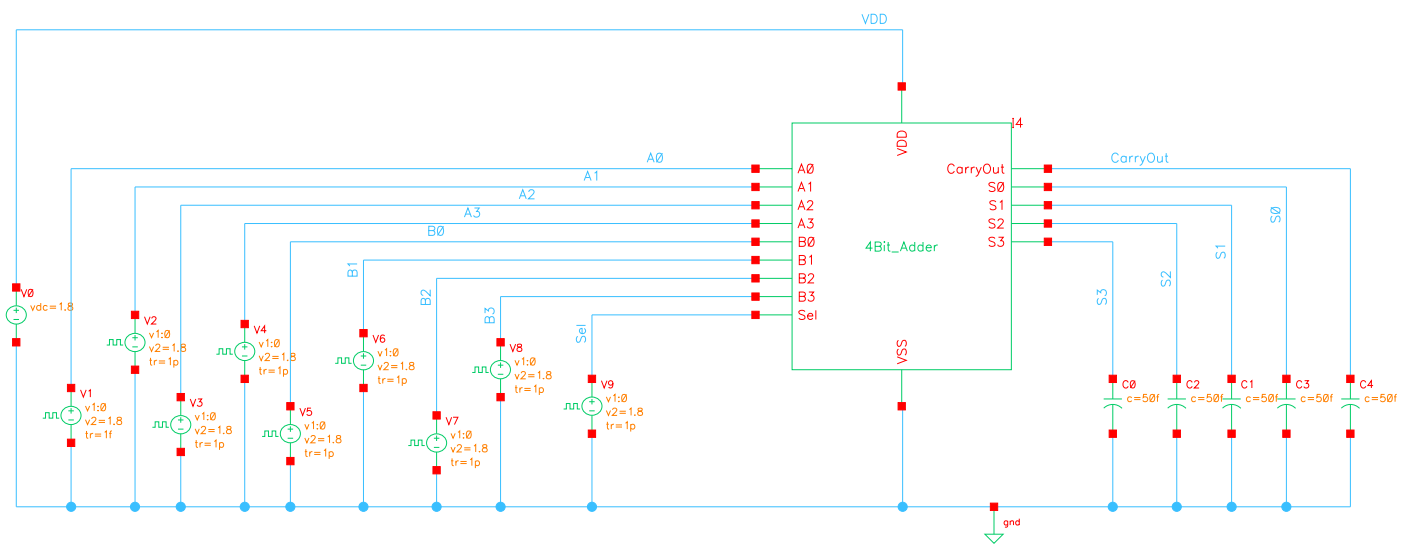 VDD
I4
VDD
A0
A0
CarryOut
CarryOut
A1
A1
S0
S0
A2
A2
S1
S1
A3
A3
S2
S2
B0
B0
S3
S3
4Bit_Adder
B1
B1
B2
B2
B3
B3
Sel
Sel
VSS
V0
vdc=1.8
V2
v1:0
v2=1.8
tr=1p
V4
v1:0
v2=1.8
tr=1p
V6
v1:0
v2=1.8
tr=1p
V8
v1:0
v2=1.8
tr=1p
V1
v1:0
v2=1.8
tr=1f
V3
v1:0
v2=1.8
tr=1p
V5
v1:0
v2=1.8
tr=1p
V7
v1:0
v2=1.8
tr=1p
V9
v1:0
v2=1.8
tr=1p
C0
c=50f
C2
c=50f
C1
c=50f
C3
c=50f
C4
c=50f
gnd